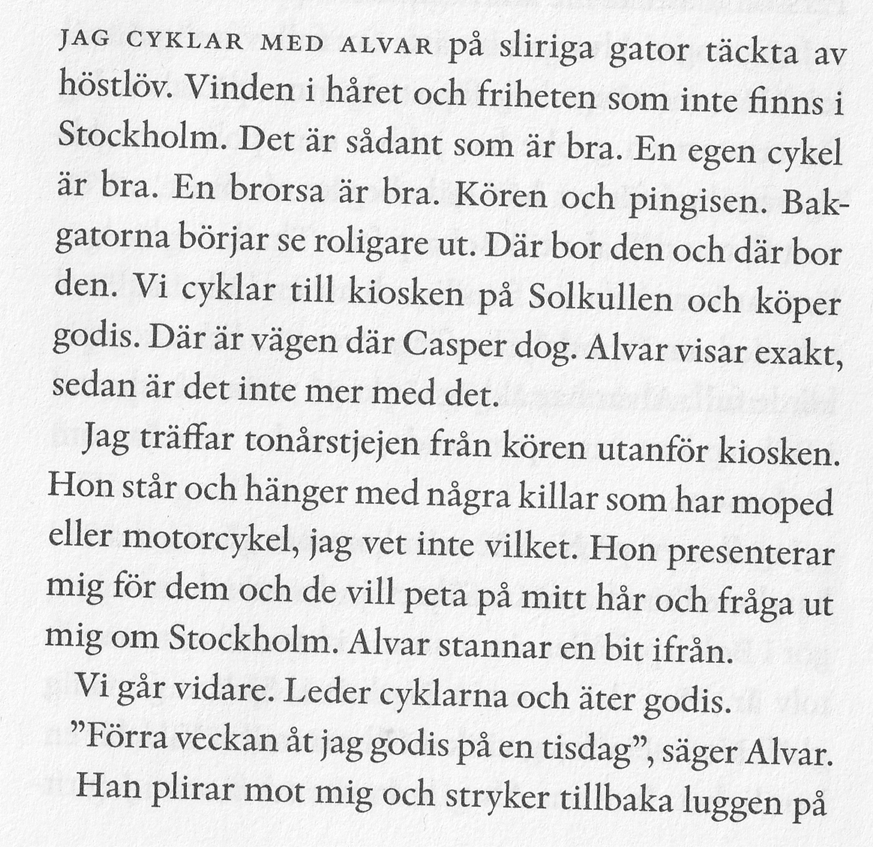 JAG CYKLAR MED ALVAR på sliriga gator täckta av
höstlöv. Vinden i håret och friheten som inte finns i
Stockholm. Det är sådant som är bra. En egen cykel
är bra. En brorsa är bra. Kören och pingisen. Bak-
gatorna börjar se roligare ut. Där bor den och där bor
den. Vi cyklar till kiosken på Solkullen och köper
godis. Där är vägen där Casper dog. Alvar visar exakt,
sedan är det inte mer med det.
Jag träffar tonårstjejen från kören utanför kiosken.
Hon står och hänger med några killar som har moped
eller motorcykel, jag vet inte vilket. Hon presenterar
mig för dem och de vill peta på mitt hår och fråga ut
mig om Stockholm. Alvar stannar en bit ifrån.
Vi går vidare. Leder cyklarna och äter godis.
”Förra veckan åt jag godis på en tisdag”, säger Alvar.
Han plirar mot mig och stryker tillbaka luggen på